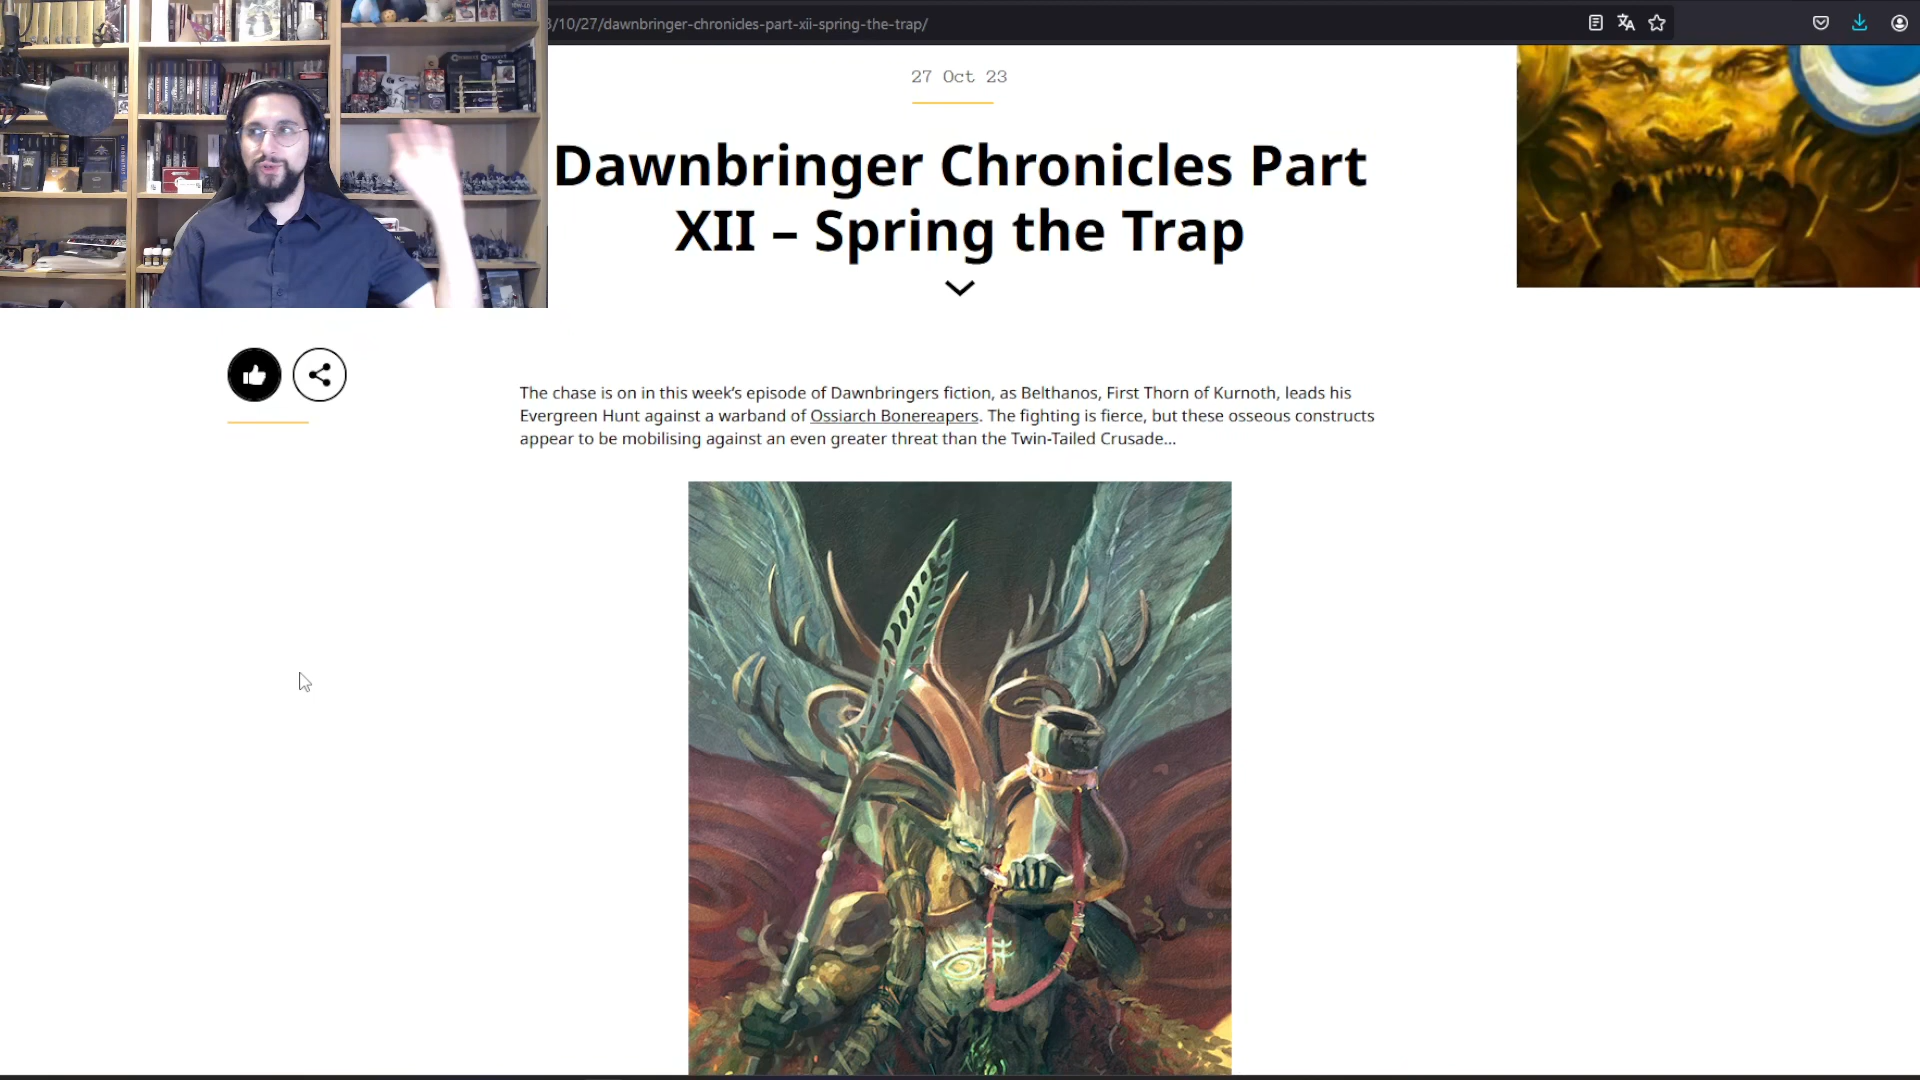 3/10/27/dawnbringer-chronicles-part-xii-spring-the-trap/
27 Oct 23
Dawnbringer Chronicles Part
XII – Spring the Trap
The chase is on in this week’s episode of Dawnbringers fiction, as Belthanos, First Thorn of Kurnoth, leads his
Evergreen Hunt against a warband of Ossiarch Bonereapers. The fighting is fierce, but these osseous constructs
appear to be mobilising against an even greater threat than the Twin-Tailed Crusade…